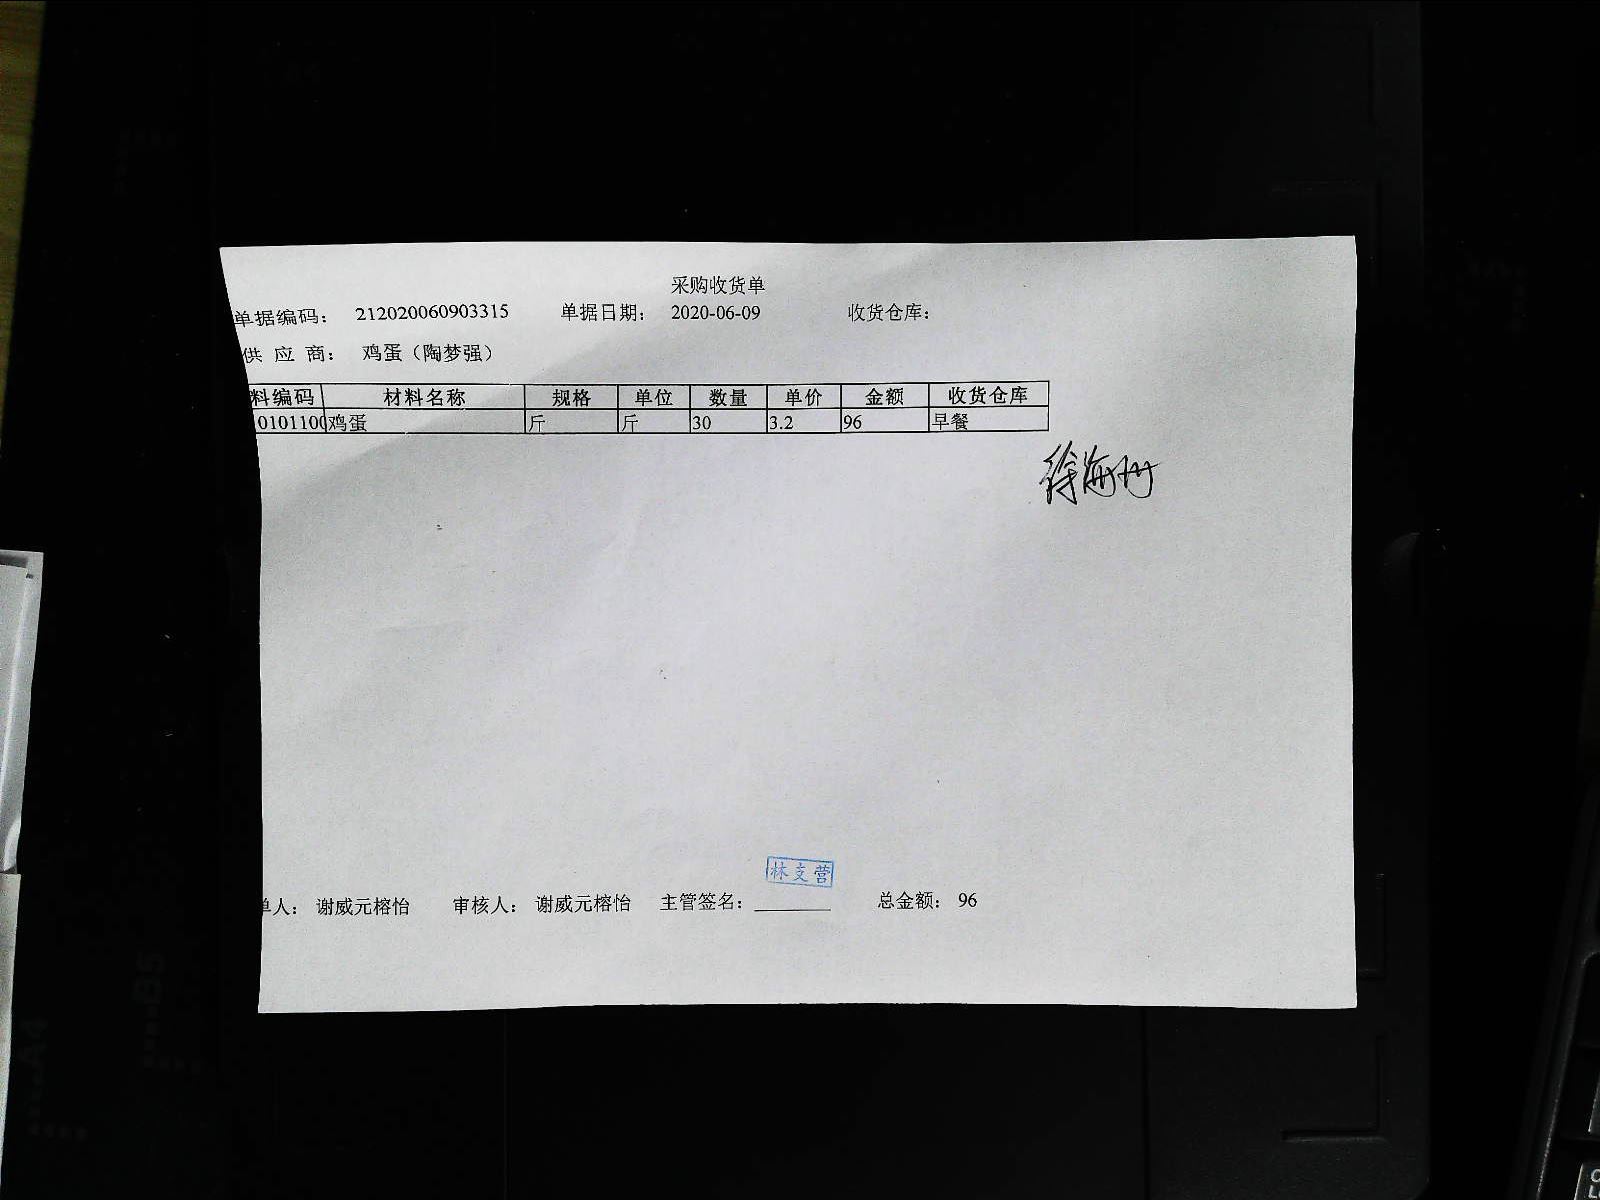 采购收货单
单据编码： 212020060903315 单据日期： 2020-06-09 收货仓库：
供 应 商： 鸡蛋（陶梦强）
料编码 材料名称 规格 单位 数量 单价 金额 收货仓库
0101100 鸡蛋 斤 斤 30 3.2 96 早餐
林支营
单人： 谢威元榕怡 审核人： 谢威元榕怡 主管签名： 总金额： 96
B5
A4